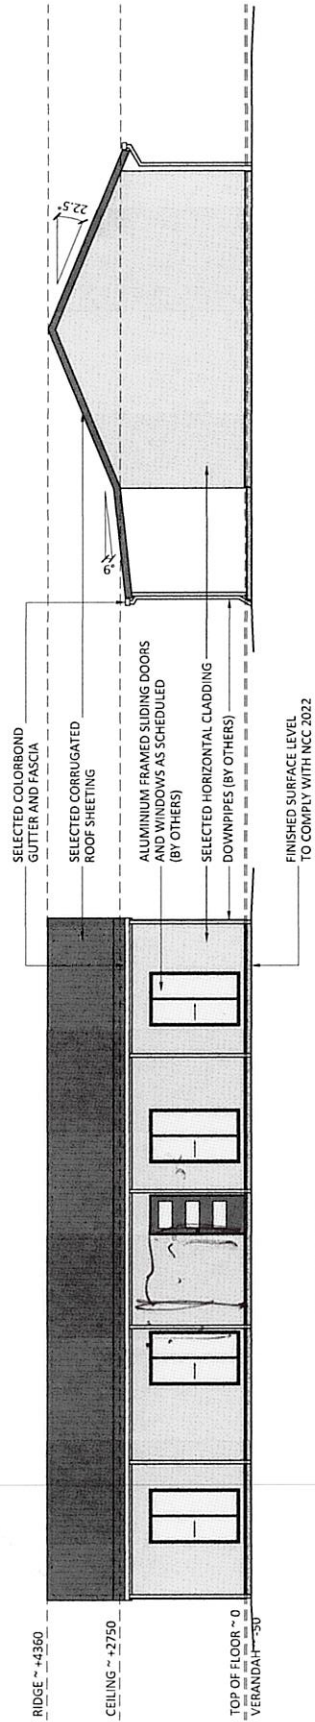 RIDGE ~ +4360
CEILING ~ +2750
TOP OF FLOOR ~ 0
VERANDAH ~ -50
SELECTED COLORBOND
GUTTER AND FASCIA
SELECTED CORRUGATED
ROOF SHEETING
ALUMINIUM FRAMED SLIDING DOORS
AND WINDOWS AS SCHEDULED
(BY OTHERS)
SELECTED HORIZONTAL CLADDING
DOWNPIPES (BY OTHERS)
FINISHED SURFACE LEVEL
TO COMPLY WITH NCC 2022
9°
22.5°